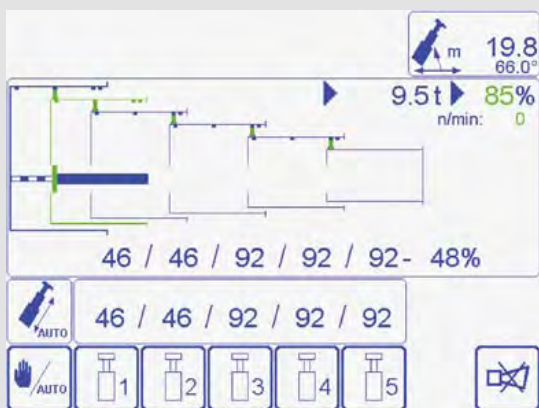 m 19.8
66.0°
9.5t 85%
n/min: 0
46 / 46 / 92 / 92 / 92- 48%
AUTO 46 / 46 / 92 / 92 / 92
/AUTO 1 2 3 4 5